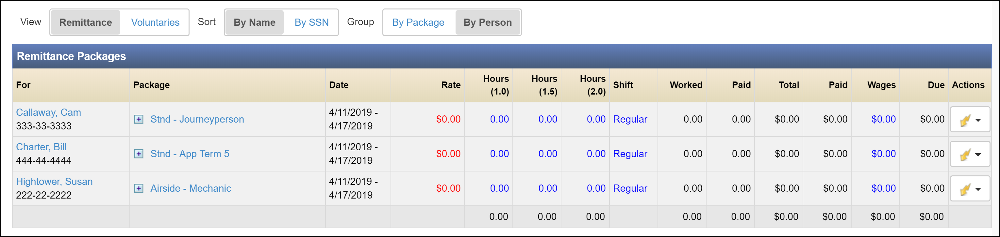 View Remittance Voluntaries Sort By Name By SSN Group By Package By Person
Remittance Packages
For Package Date Rate Hours (1.0) Hours (1.5) Hours (2.0) Shift Worked Paid Total Paid Wages Due Actions
Callaway, Cam
333-33-3333
Stnd - Journeyperson
4/11/2019 -
4/17/2019
$0.00 0.00 0.00 0.00 Regular 0.00 0.00 $0.00 $0.00 $0.00 $0.00
Charter, Bill
444-44-4444
Stnd - App Term 5
4/11/2019 -
4/17/2019
$0.00 0.00 0.00 0.00 Regular 0.00 0.00 $0.00 $0.00 $0.00 $0.00
Hightower, Susan
222-22-2222
Airside - Mechanic
4/11/2019 -
4/17/2019
$0.00 0.00 0.00 0.00 Regular 0.00 0.00 $0.00 $0.00 $0.00 $0.00
0.00 0.00 0.00 0.00 0.00 $0.00 $0.00 $0.00 $0.00